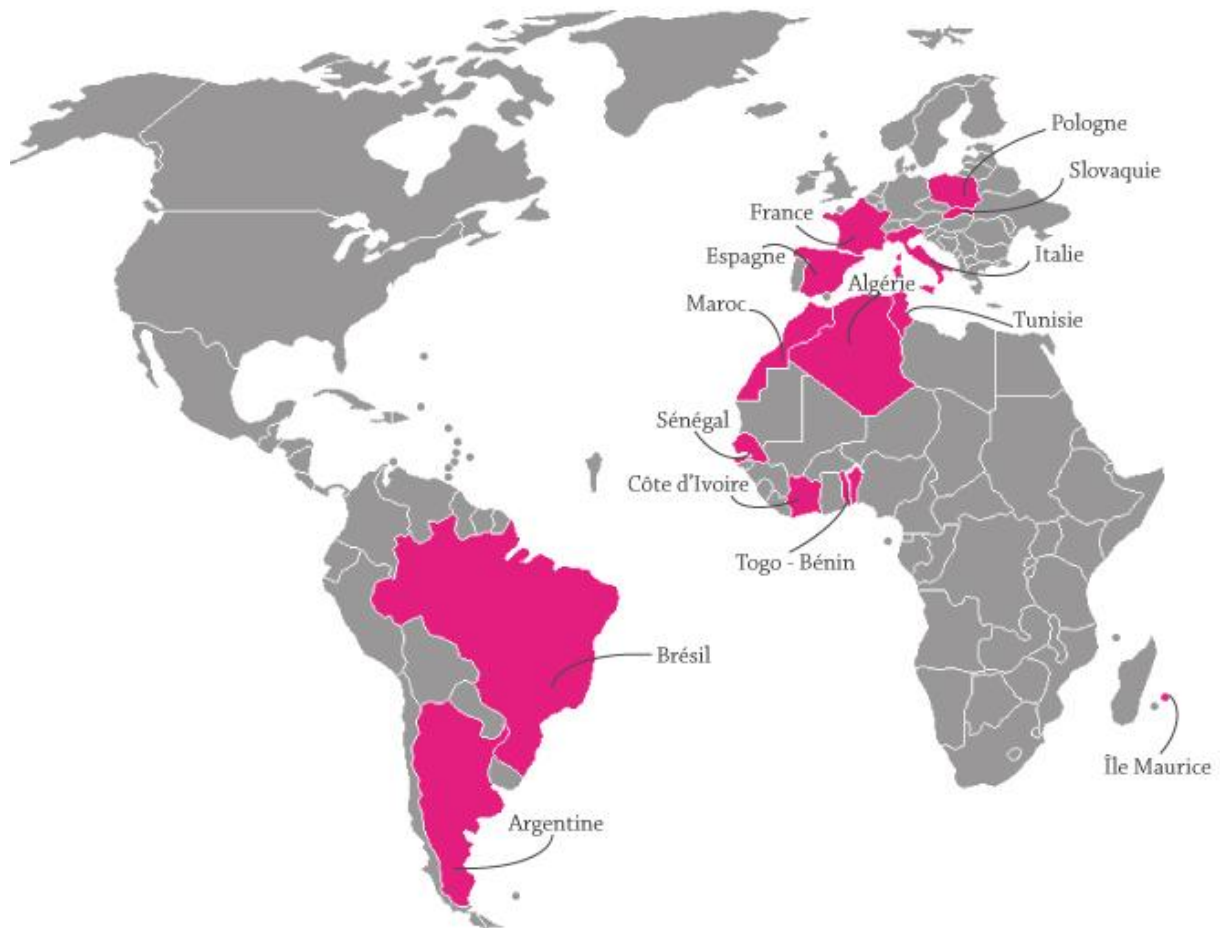 Pologne
Slovaquie
France
Espagne
Italie
Algérie
Maroc
Tunisie
Sénégal
Côte d'Ivoire
Togo - Bénin
Brésil
Île Maurice
Argentine